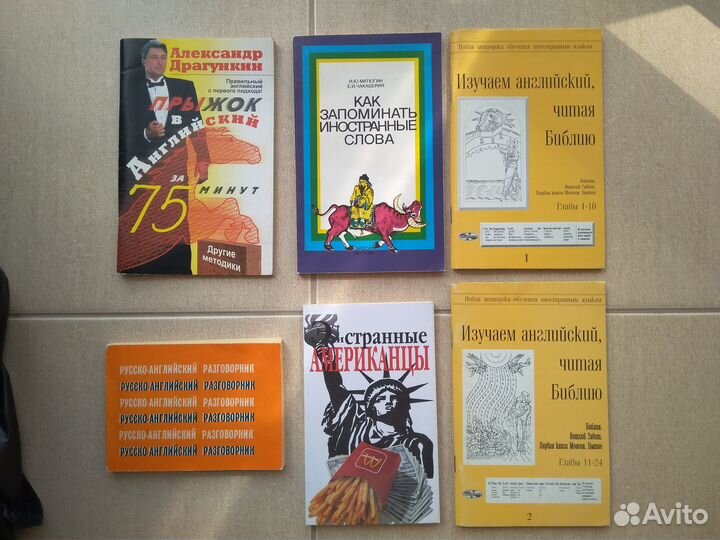 Александр
Драгункин
Правильный
английский
с первого подхода!
ПРЫЖОК
в
Английский
за
75
минут
Другие
методики
И.Ю.МАТЮГИН
Е.И.ЧАКАБЕРИЯ
КАК
ЗАПОМИНАТЬ
ИНОСТРАННЫЕ
СЛОВА
МОСКВА
Новая методика обучения иностранным языкам
Изучаем английский,
читая
Библию
Библия.
Ветхий Завет.
Первая книга Моисея. Бытие
Главы 1-10
1
РУССКО-АНГЛИЙСКИЙ РАЗГОВОРНИК
РУССКО-АНГЛИЙСКИЙ РАЗГОВОРНИК
РУССКО-АНГЛИЙСКИЙ РАЗГОВОРНИК
РУССКО-АНГЛИЙСКИЙ РАЗГОВОРНИК
РУССКО-АНГЛИЙСКИЙ РАЗГОВОРНИК
РУССКО-АНГЛИЙСКИЙ РАЗГОВОРНИК
странные
АМЕРИКАНЦЫ
Новая методика обучения иностранным языкам
Изучаем английский,
читая
Библию
Библия.
Ветхий Завет.
Первая книга Моисея. Бытие
Главы 11-24
2
Avito